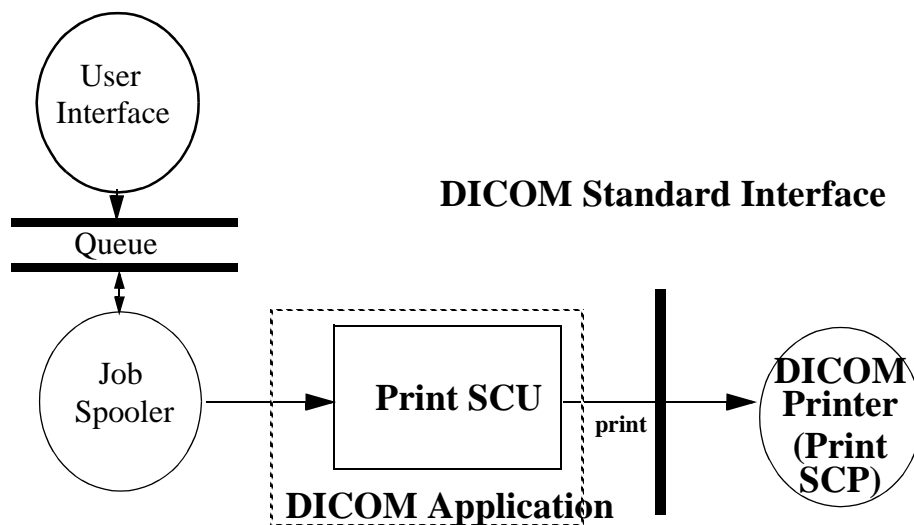 User
Interface
DICOM Standard Interface
Queue
Job
Spooler
Print SCU
print
DICOM
Printer
(Print
SCP)
DICOM Application